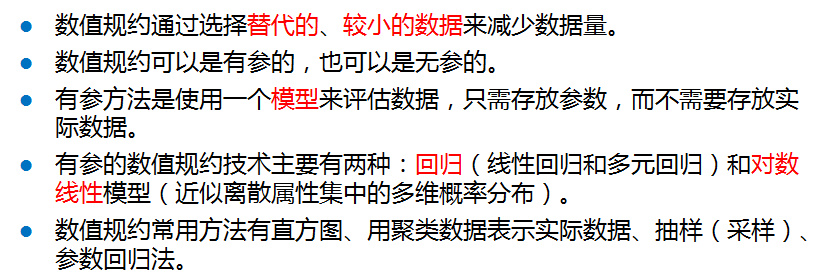 ● 数值规约通过选择替代的、较小的数据来减少数据量。
● 数值规约可以是有参的，也可以是无参的。
● 有参方法是使用一个模型来评估数据，只需存放参数，而不需要存放实
际数据。
● 有参的数值规约技术主要有两种：回归（线性回归和多元回归）和对数
线性模型（近似离散属性集中的多维概率分布）。
● 数值规约常用方法有直方图、用聚类数据表示实际数据、抽样（采样）、
参数回归法。